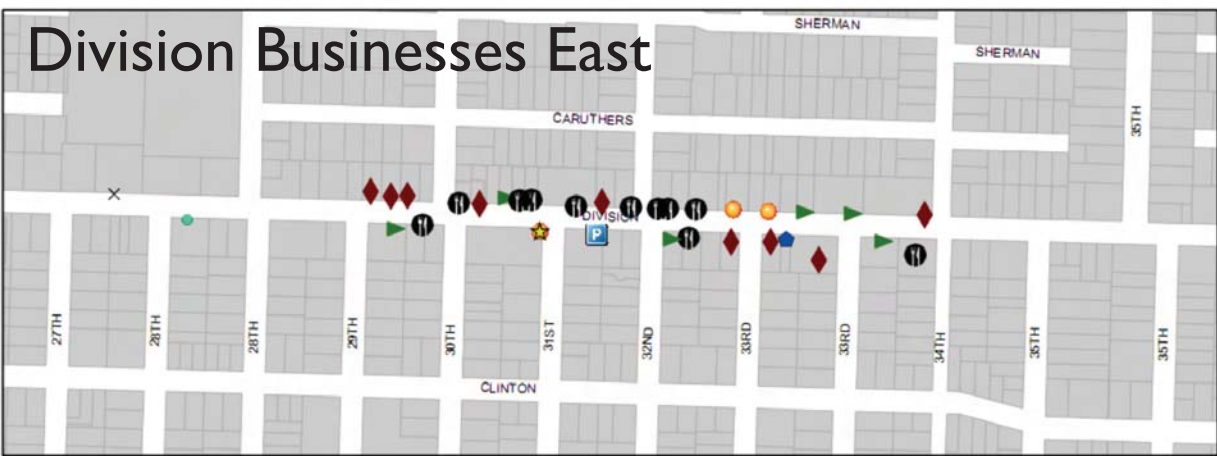 Division Businesses East
SHERMAN
SHERMAN
CARUTHERS
35TH
DIVISION
P
27TH
28TH
28TH
29TH
30TH
31ST
32ND
33RD
33RD
34TH
35TH
35TH
CLINTON